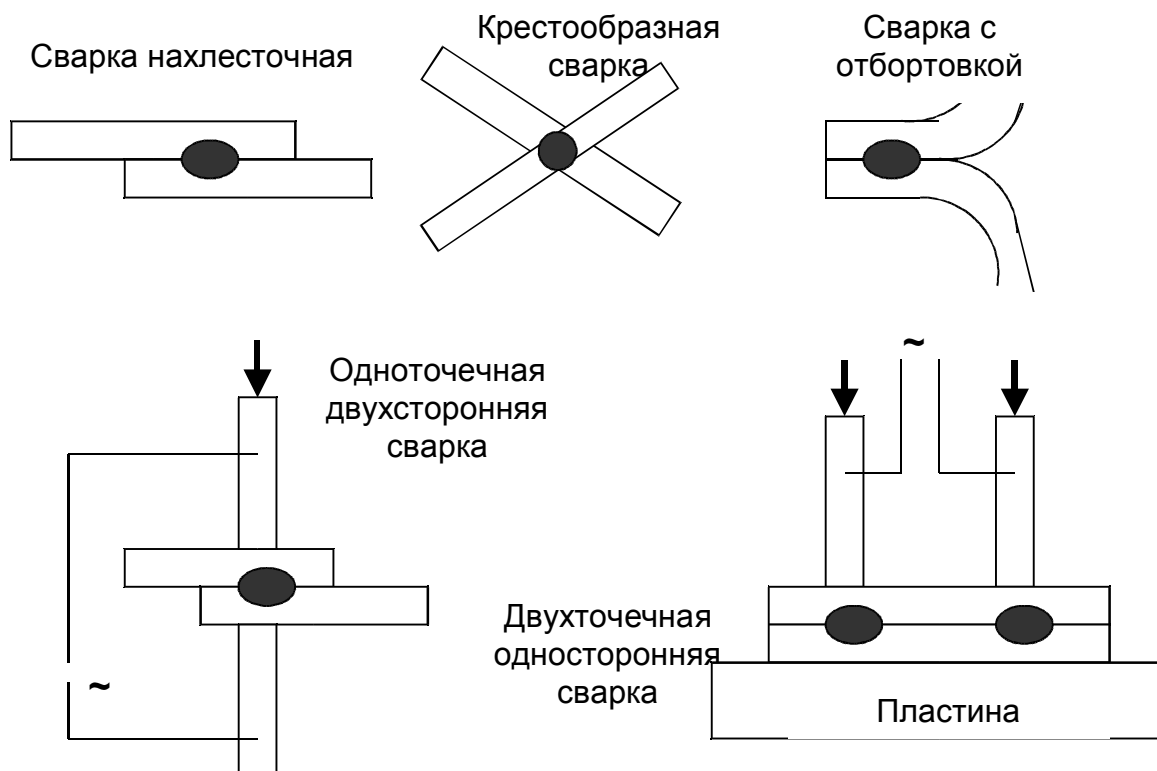 Сварка нахлесточная
Крестообразная
сварка
Сварка с
отбортовкой
Одноточечная
двухсторонняя
сварка
~
~
Двухточечная
односторонняя
сварка
Пластина